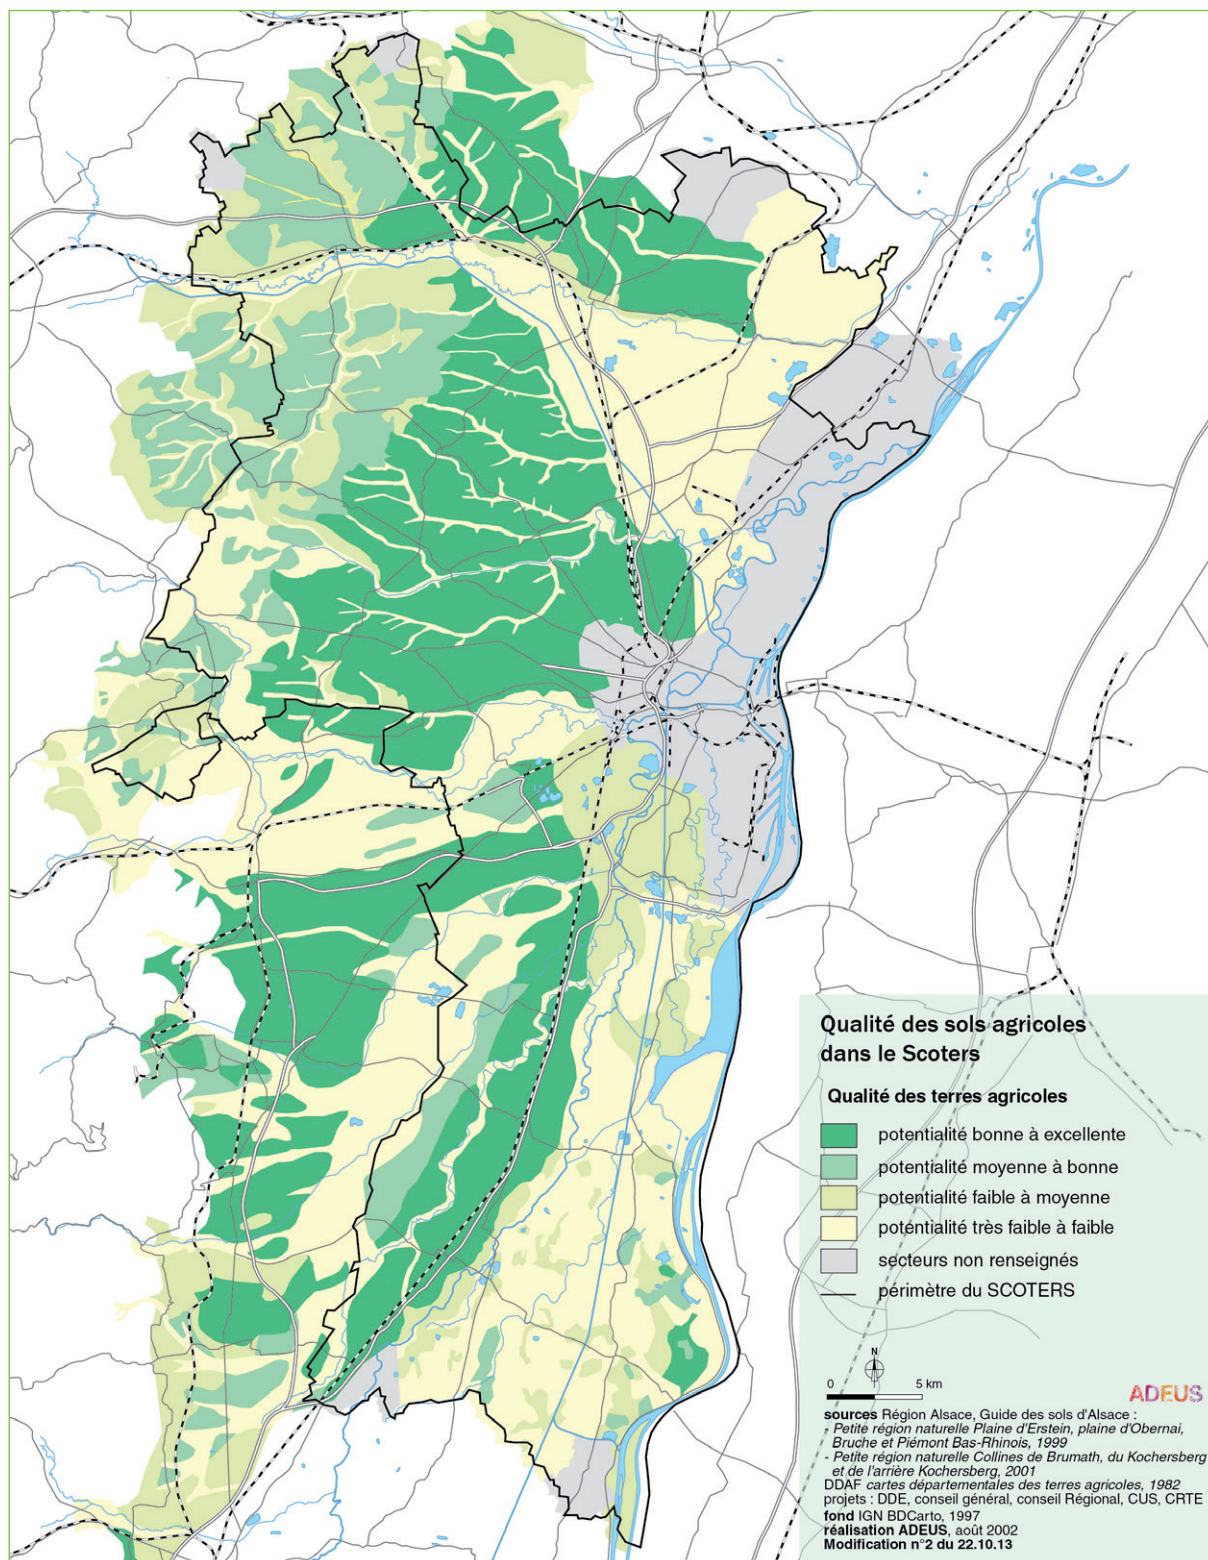 Qualité des sols agricoles
dans le Scoters
Qualité des terres agricoles
potentialité bonne à excellente
potentialité moyenne à bonne
potentialité faible à moyenne
potentialité très faible à faible
secteurs non renseignés
périmètre du SCOTERS
N
0 5 km
ADEUS
sources Région Alsace, Guide des sols d'Alsace :
- Petite région naturelle Plaine d'Erstein, plaine d'Obernai,
Bruche et Piémont Bas-Rhinois, 1999
- Petite région naturelle Collines de Brumath, du Kochersberg
et de l'arrière Kochersberg, 2001
DDAF cartes départementales des terres agricoles, 1982
projets : DDE, conseil général, conseil Régional, CUS, CRTE
fond IGN BDCarto, 1997
réalisation ADEUS, août 2002
Modification n°2 du 22.10.13